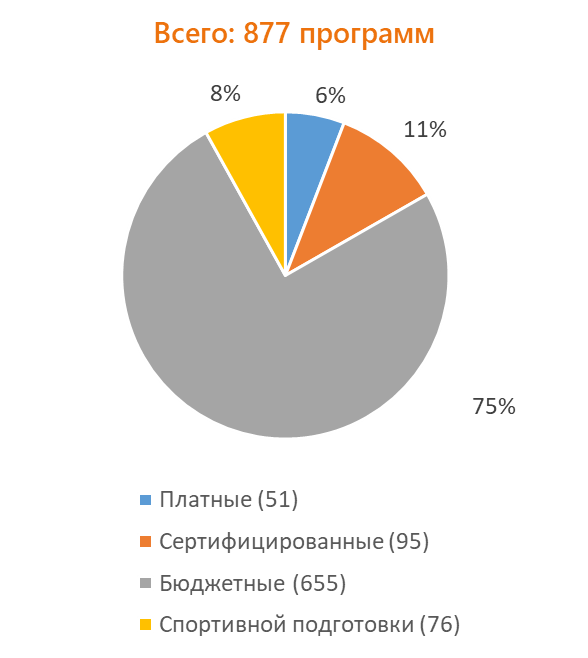 Всего: 877 программ
8%
6%
11%
75%
Платные (51)
Сертифицированные (95)
Бюджетные (655)
Спортивной подготовки (76)